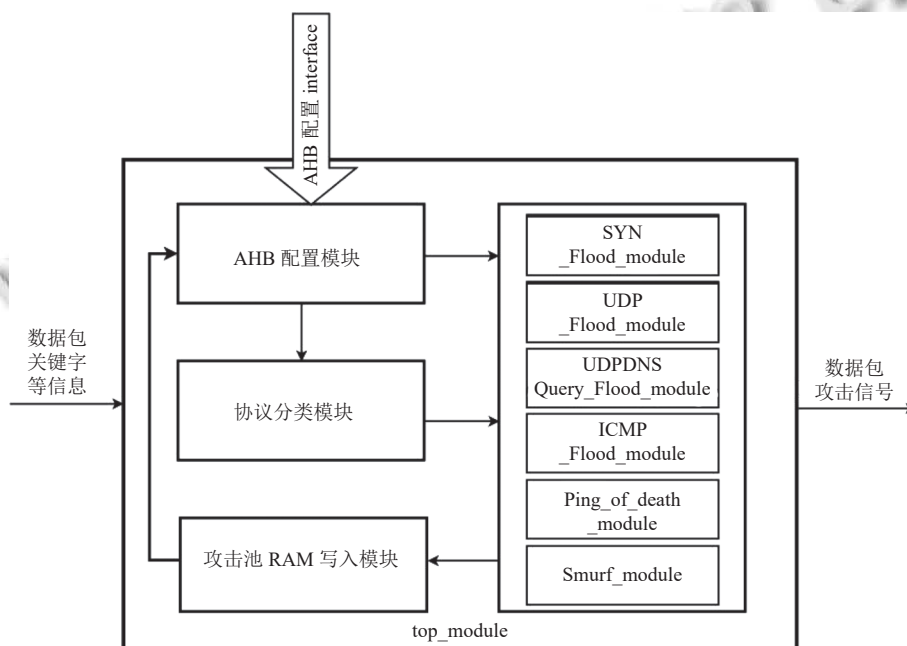 AHB 配置 interface
数据包
关键字
等信息
AHB 配置模块
协议分类模块
攻击池 RAM 写入模块
SYN
_Flood_module
UDP
_Flood_module
UDPDNS
Query_Flood_module
ICMP
_Flood_module
Ping_of_death
_module
Smurf_module
数据包
攻击信号
top_module